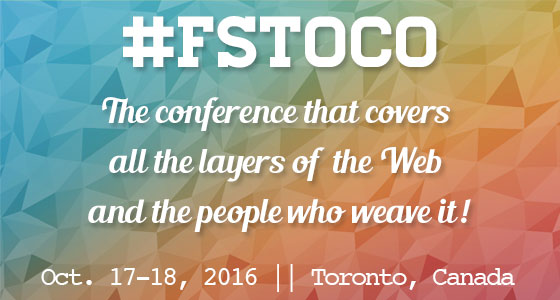 #FSTOCO
The conference that covers
all the layers of the Web
and the people who weave it!
Oct. 17-18, 2016 || Toronto, Canada